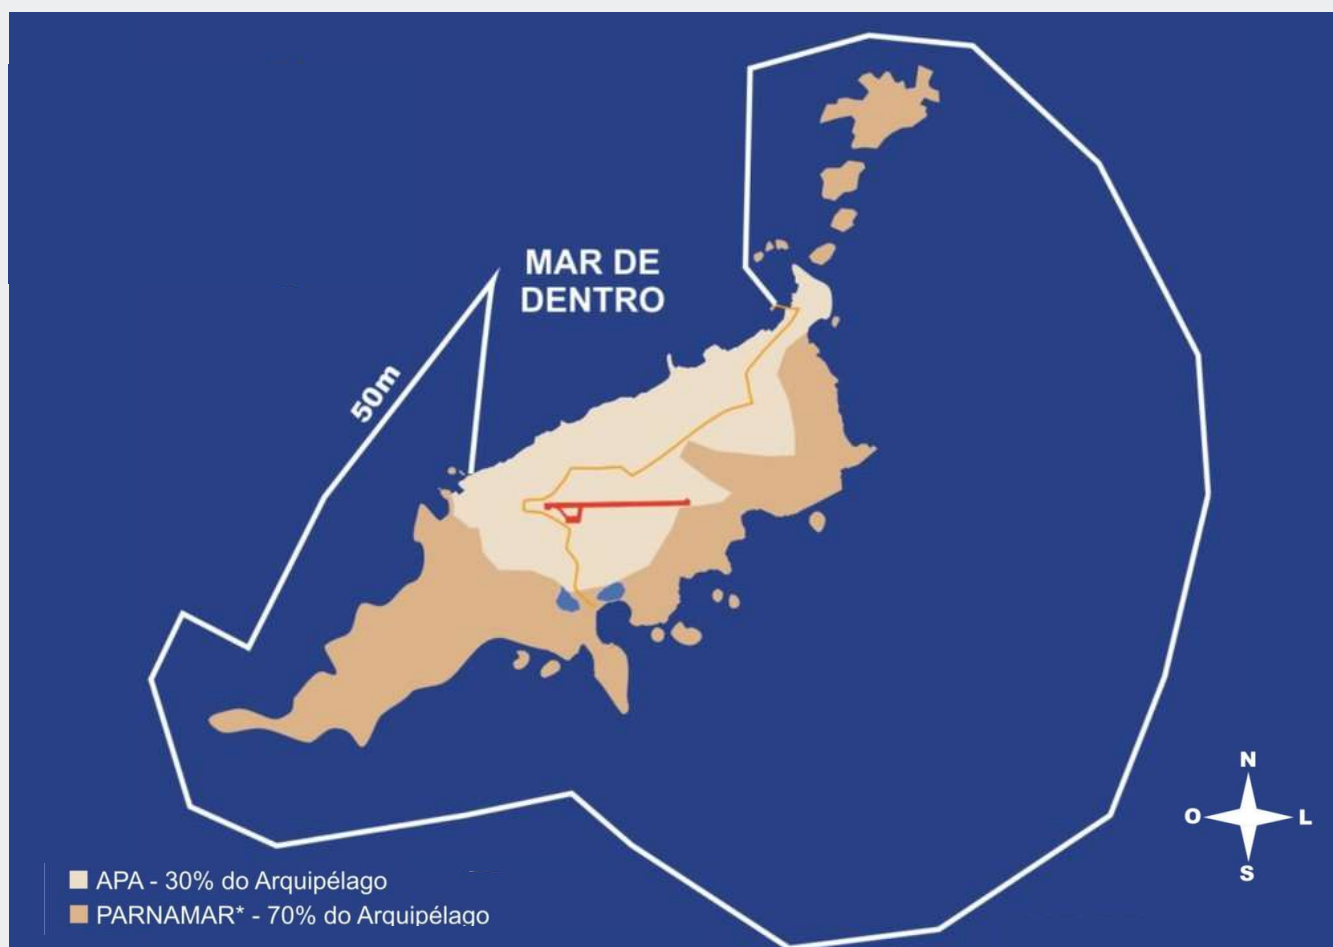 MAR DE
DENTRO
50m
N
O
L
S
APA - 30% do Arquipélago
PARNAMAR* - 70% do Arquipélago